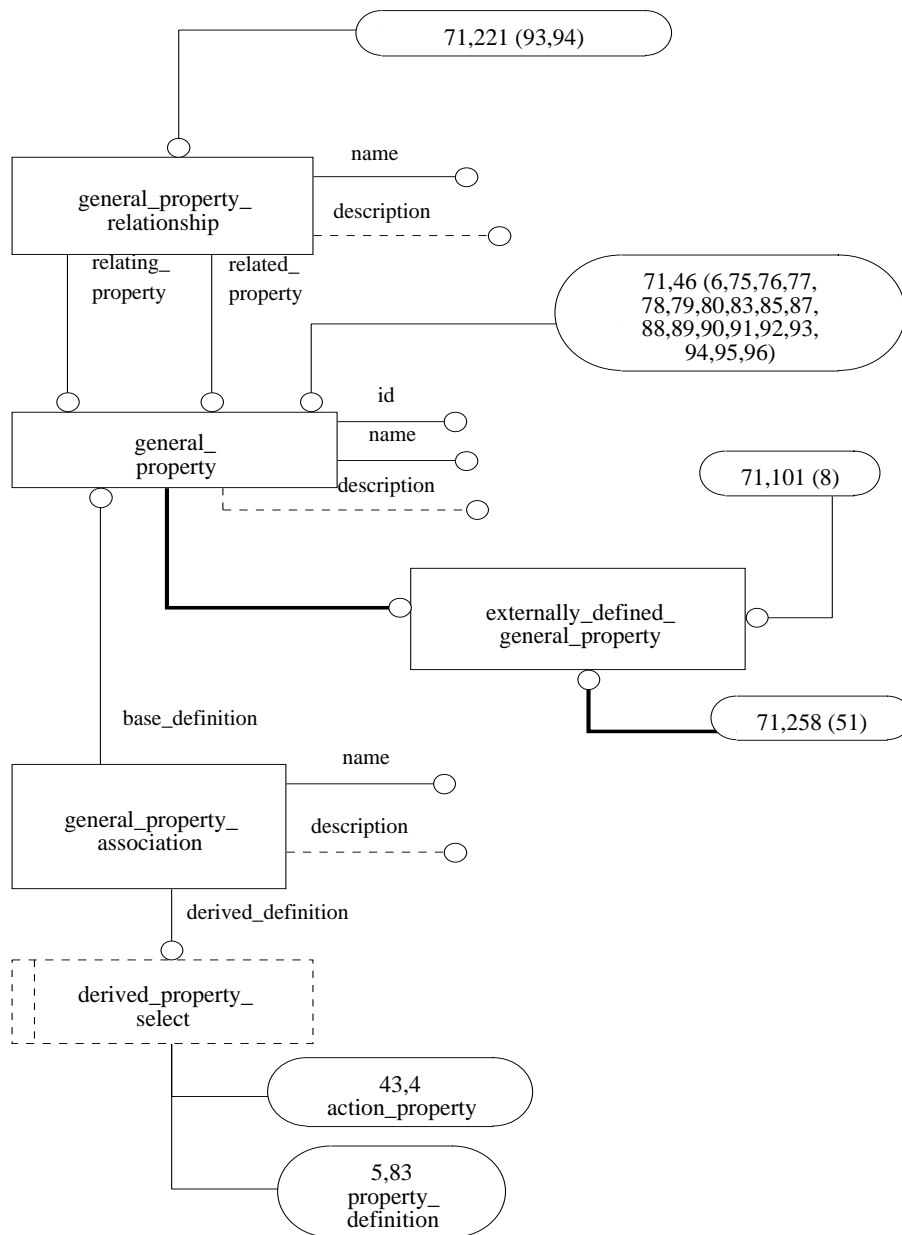 71,221 (93,94)
name
general_property_
relationship
description
relating_
property
related_
property
71,46 (6,75,76,77,
78,79,80,83,85,87,
88,89,90,91,92,93,
94,95,96)
id
name
general_
property
description
71,101 (8)
externally_defined_
general_property
base_definition
71,258 (51)
name
general_property_
association
description
derived_definition
derived_property_
select
43,4
action_property
5,83
property_
definition